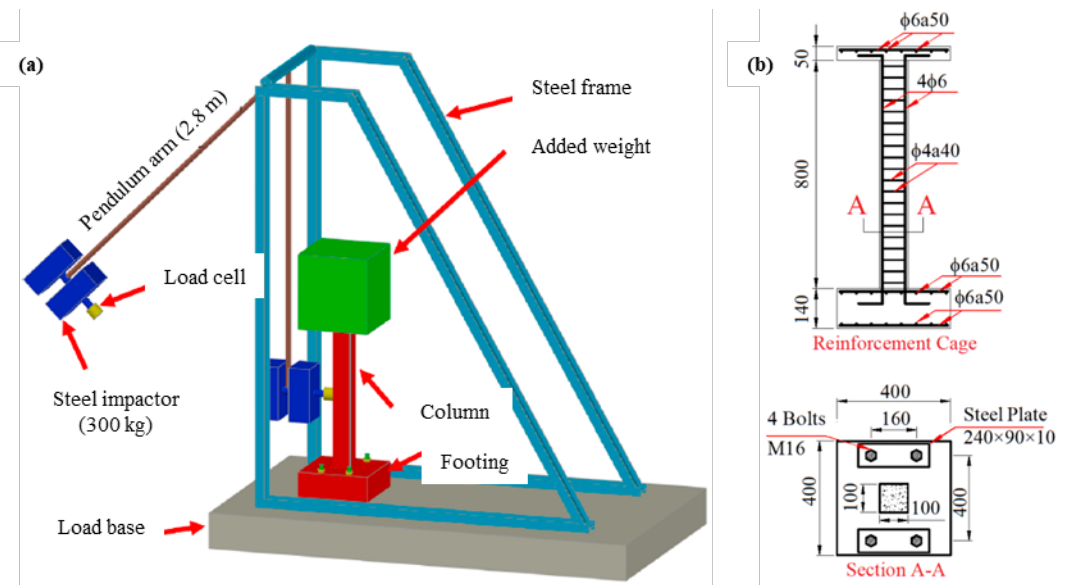 (a)
Pendulum arm (2.8 m)
Steel frame
Added weight
Load cell
Steel impactor
(300 kg)
Column
Footing
Load base
(b)
ϕ6a50
50
4ϕ6
800
ϕ4a40
A A
ϕ6a50
140
ϕ6a50
Reinforcement Cage
400
4 Bolts
160
Steel Plate
M16
240×90×10
400
100
100
400
Section A-A